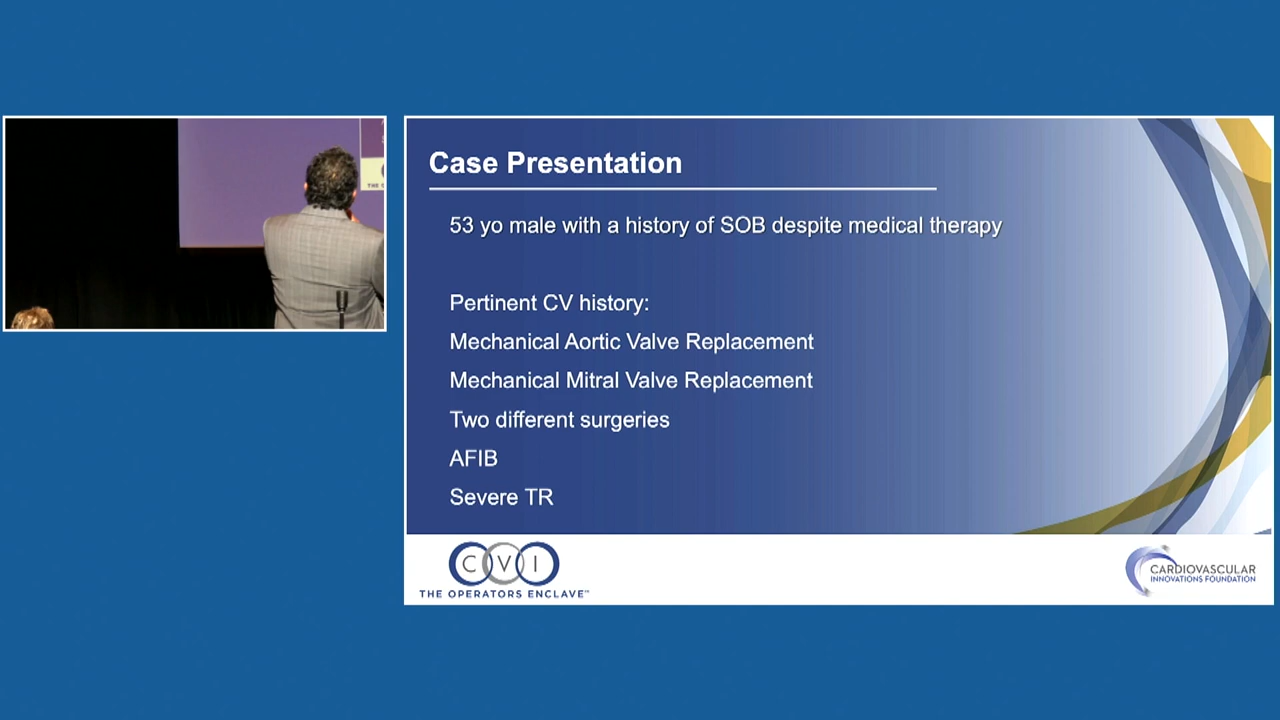 Case Presentation
53 yo male with a history of SOB despite medical therapy
Pertinent CV history:
Mechanical Aortic Valve Replacement
Mechanical Mitral Valve Replacement
Two different surgeries
AFIB
Severe TR
CVI
THE OPERATORS ENCLAVE
CARDIOVASCULAR
INNOVATIONS FOUNDATION